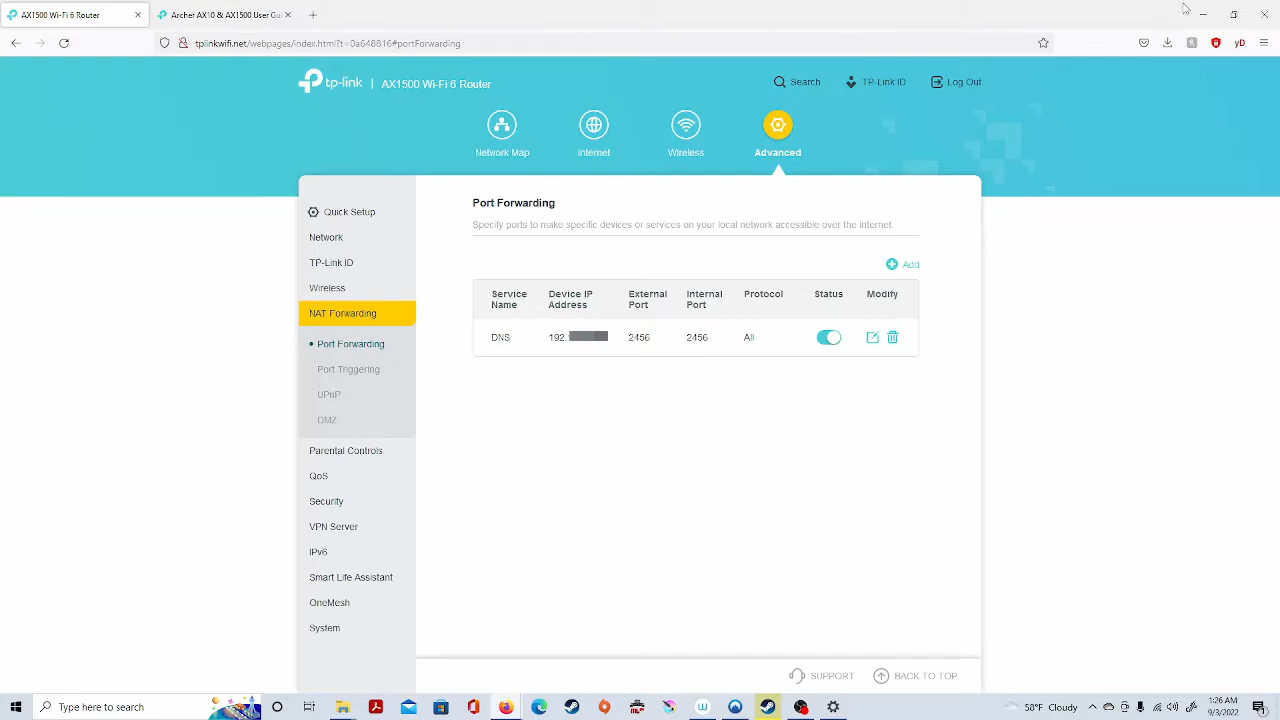 AX1500 Wi-Fi 6 Router
Archer AX10 & AX1500 User Gu
tplinkwifi.net/webpages/index.html?t=0a648816#portForwarding
tp-link | AX1500 Wi-Fi 6 Router
Search
TP-Link ID
Log Out
Network Map
Internet
Wireless
Advanced
Quick Setup
Network
TP-Link ID
Wireless
NAT Forwarding
Port Forwarding
Port Triggering
UPnP
DMZ
Parental Controls
QoS
Security
VPN Server
IPv6
Smart Life Assistant
OneMesh
System
Port Forwarding
Specify ports to make specific devices or services on your local network accessible over the internet.
Add
Service Name
Device IP Address
External Port
Internal Port
Protocol
Status
Modify
DNS
192.
2456
2456
All
SUPPORT
BACK TO TOP
Type here to search
58°F Cloudy
1:26 AM
9/3/2022